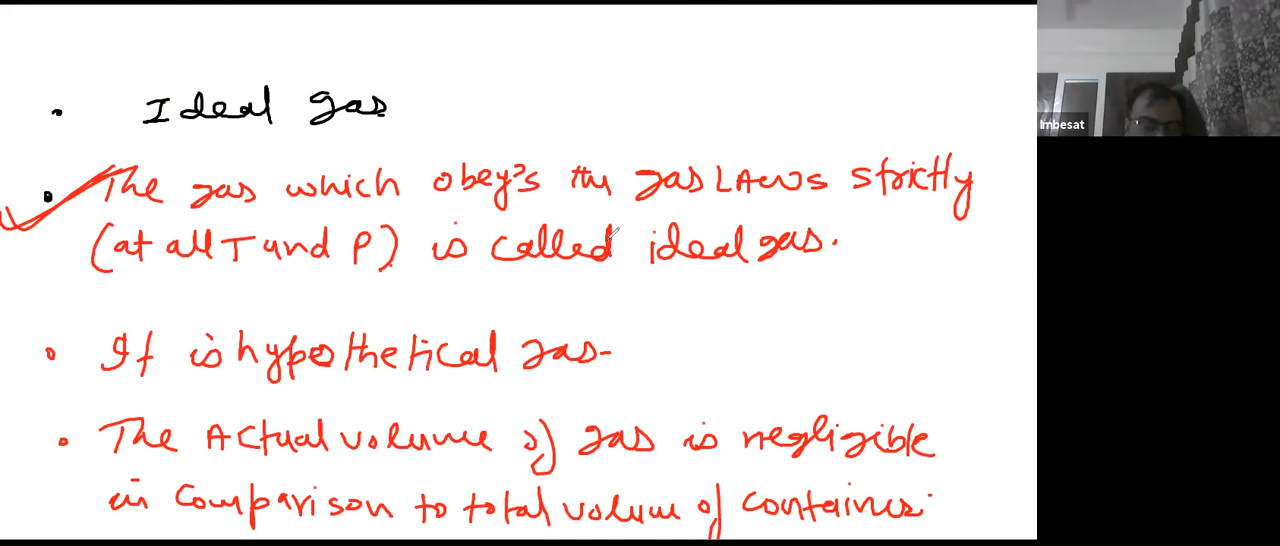 • Ideal gas
Imbesat
• The gas which obey's the gas LAws strictly
(at all T and P) is called ideal gas.
• It is hypothetical gas-
• The Actual volume of gas is negligible
in comparison to total volume of container.